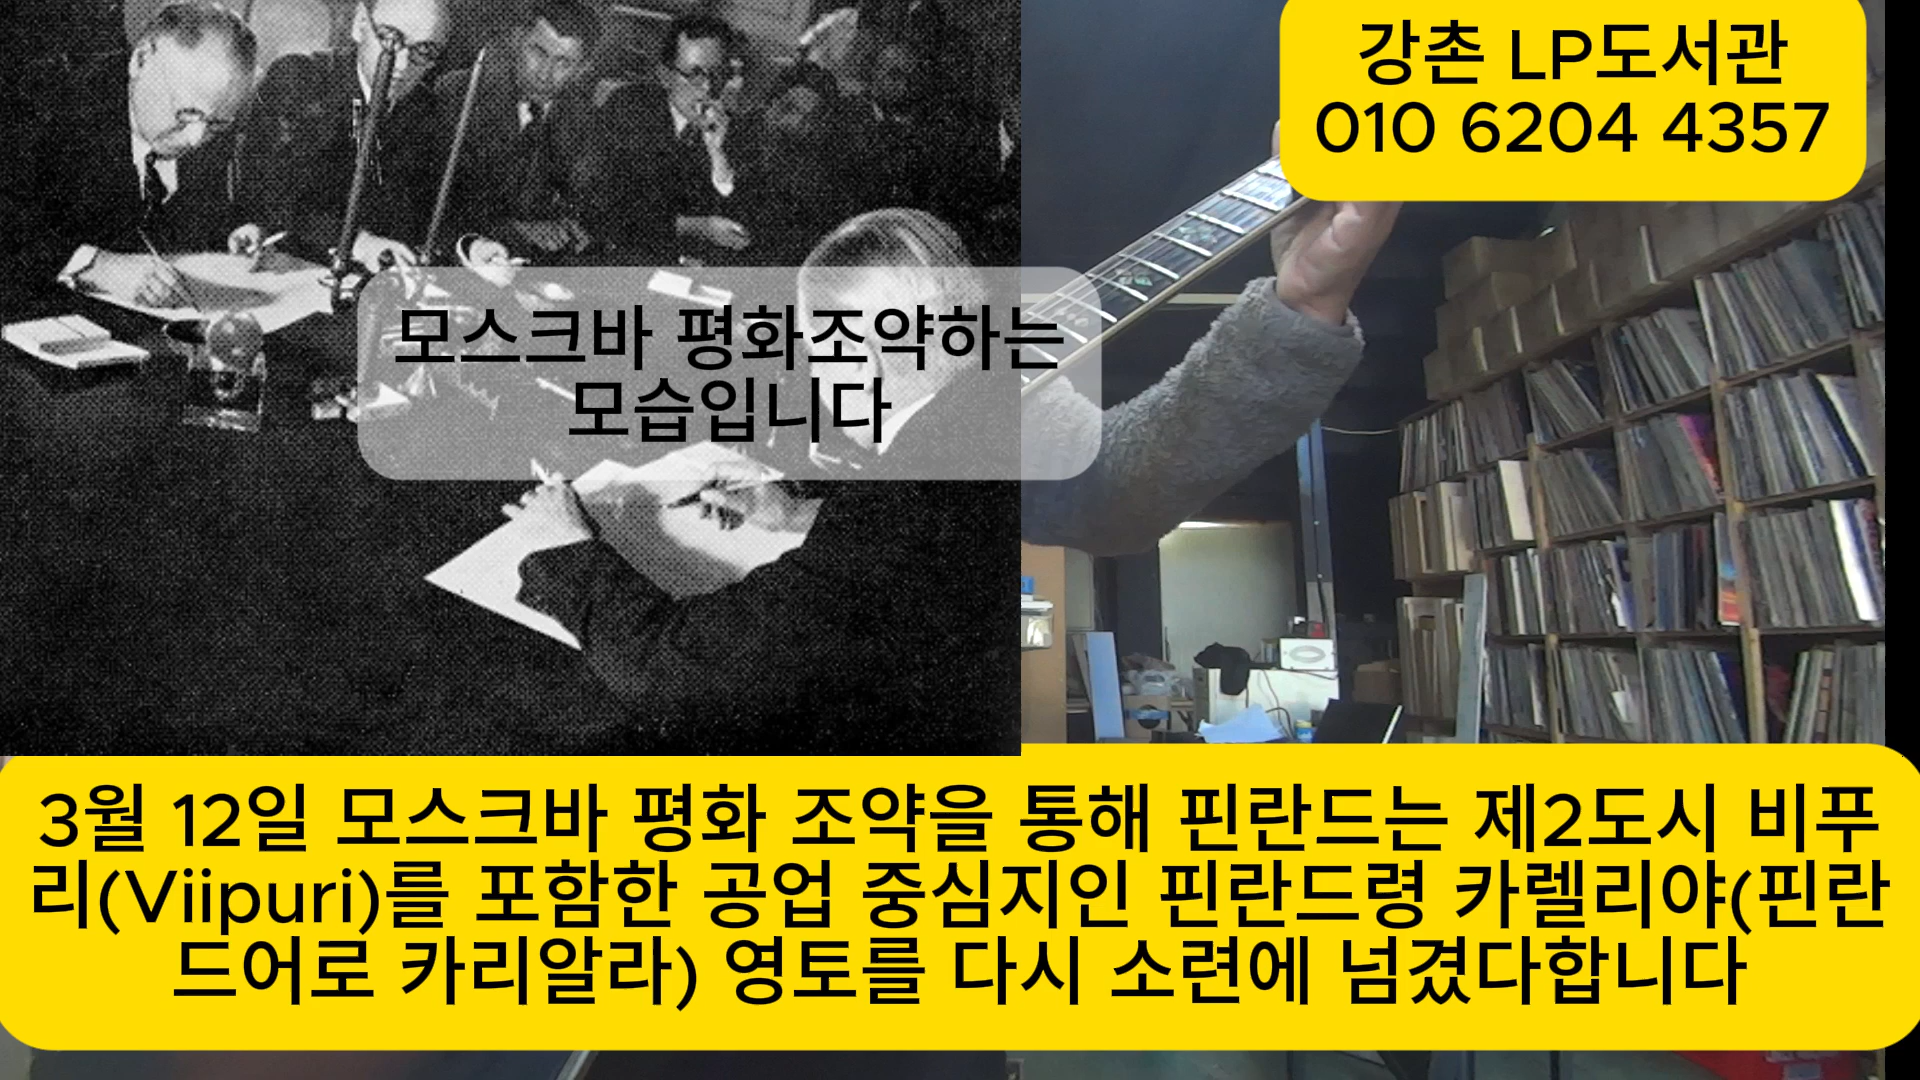 강촌 LP도서관
010 6204 4357
모스크바 평화조약하는
모습입니다
3월 12일 모스크바 평화 조약을 통해 핀란드는 제2도시 비푸
리(Viipuri)를 포함한 공업 중심지인 핀란드령 카렐리야(핀란
드어로 카리알라) 영토를 다시 소련에 넘겼다합니다